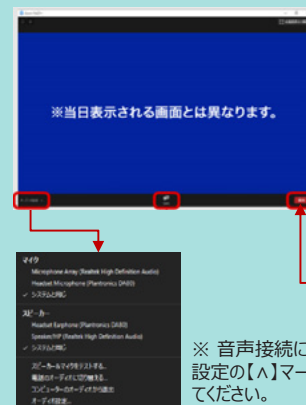 ※当日表示される画面とは異なります。
マイク
Microphone Array (Realtek High Definition Audio)
Headset Microphone (Plantronics DA80)
✓ システムと同じ
スピーカー
Headset Earphone (Plantronics DA80)
Speaker/HP (Realtek High Definition Audio)
✓ システムと同じ
スピーカー&マイクをテストする...
電話のオーディオに切り替える...
コンピューターのオーディオから退出
オーディオ設定...
※ 音声接続に
設定の【∧】マー
てください。